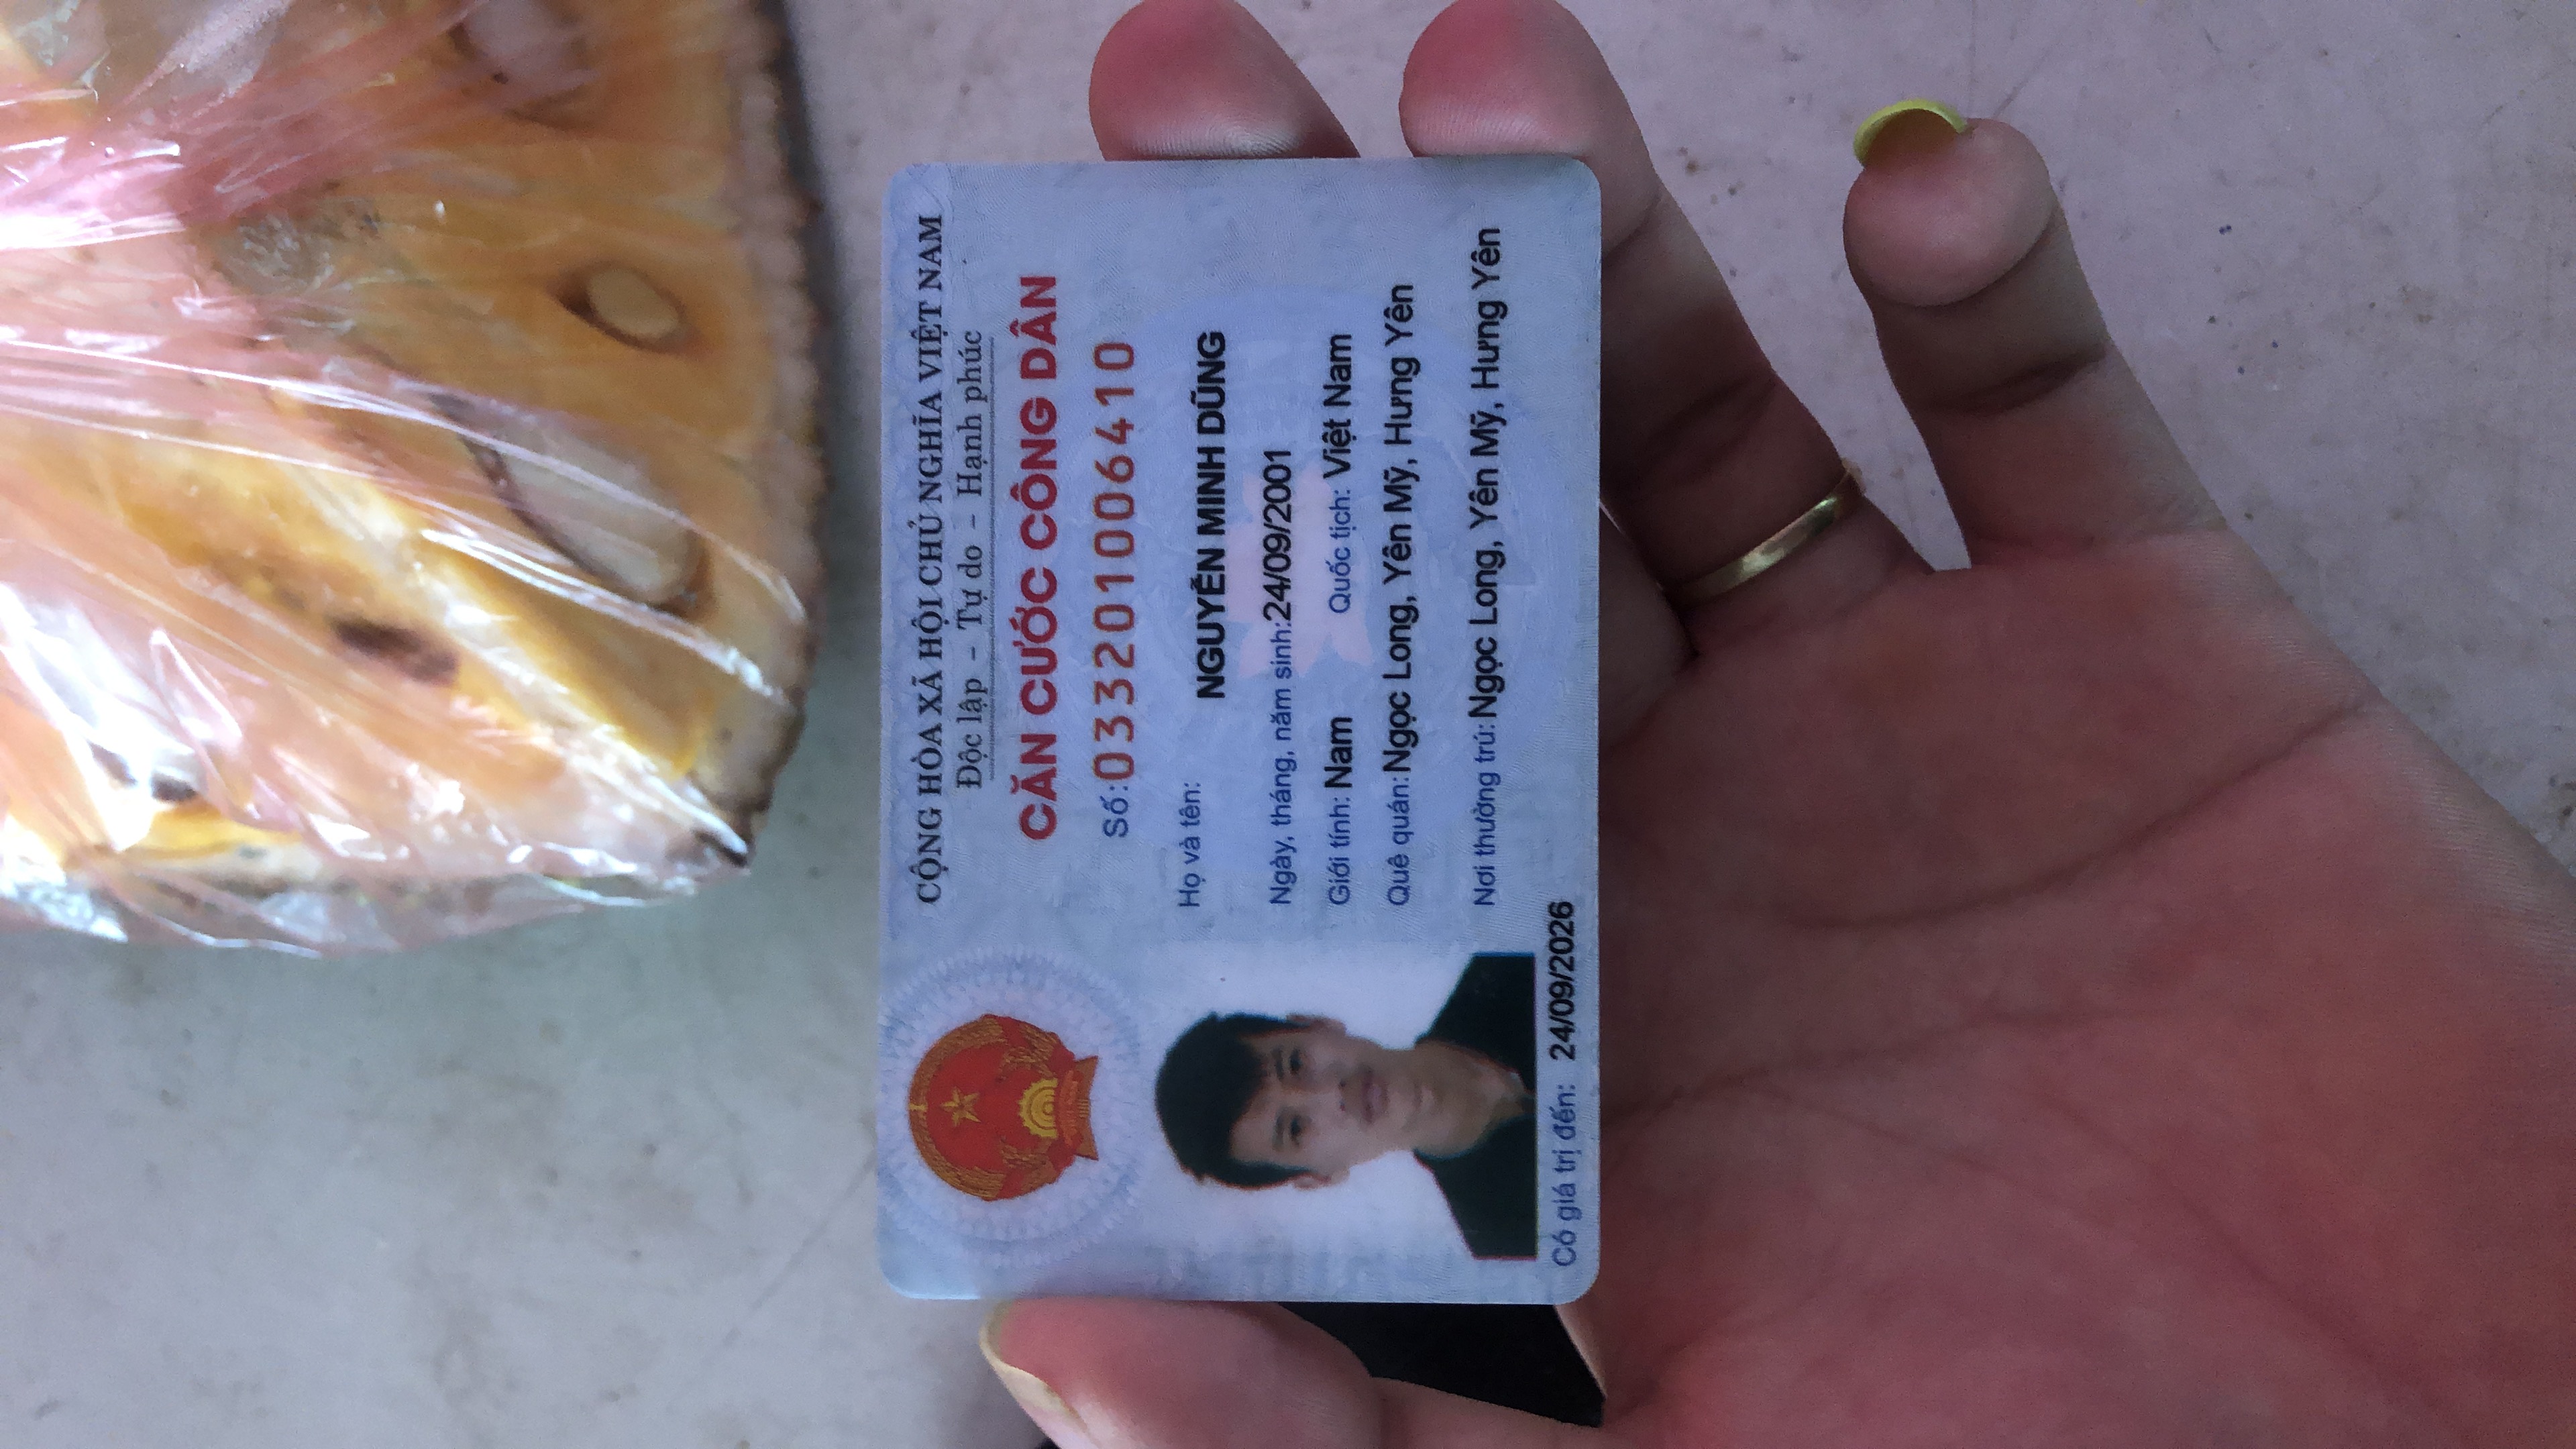 CỘNG HÒA XÃ HỘI CHỦ NGHĨA VIỆT NAM
Độc lập – Tự do – Hạnh phúc
CĂN CƯỚC CÔNG DÂN
Số: 033201006410
Họ và tên: NGUYỄN MINH DŨNG
Ngày, tháng, năm sinh: 24/09/2001
Giới tính: Nam Quốc tịch: Việt Nam
Quê quán: Ngọc Long, Yên Mỹ, Hưng Yên
Nơi thường trú: Ngọc Long, Yên Mỹ, Hưng Yên
Có giá trị đến: 24/09/2026